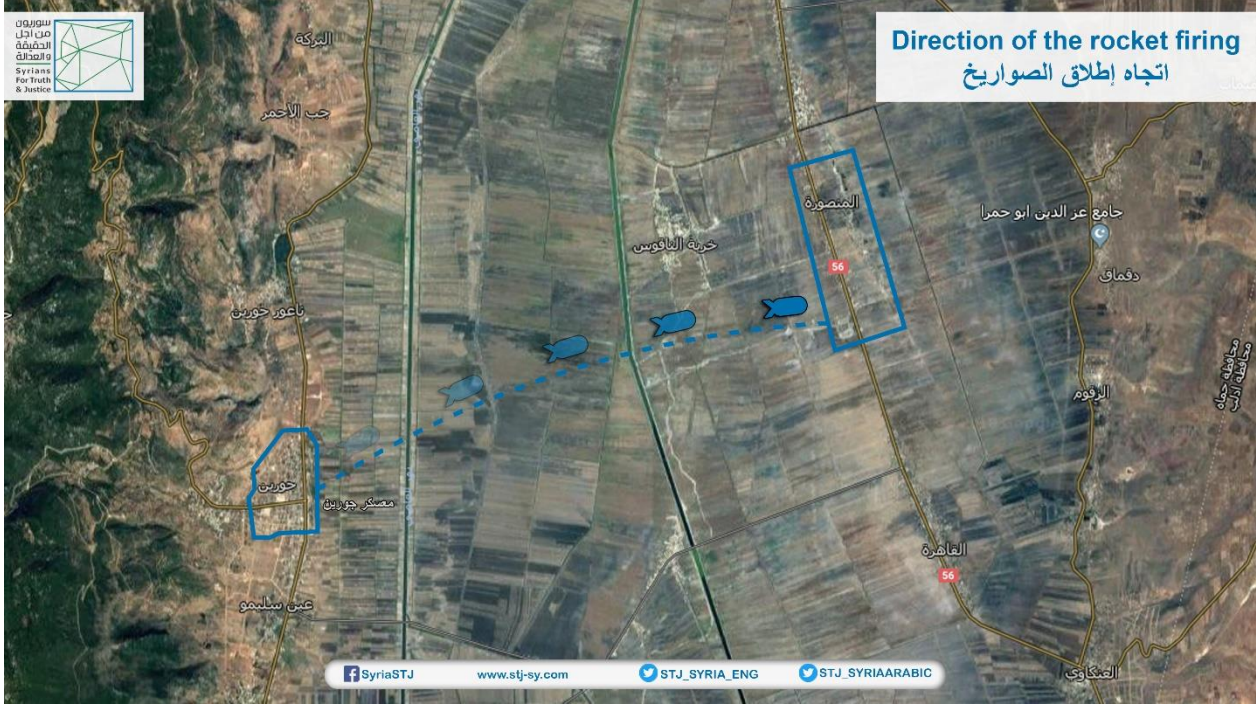 سوريون
من أجل
الحقيقة
والعدالة
Syrians
For Truth
& Justice
Direction of the rocket firing
اتجاه إطلاق الصواريخ
البركة
جب الأحمر
المنصورة
جامع عز الدين ابو حمرا
خربة الناقوس
56
دقماق
ناعور جورين
محافظة حماه
محافظة ادلب
الزقوم
جورين
معسكر جورين
القاهرة
56
عين سليمو
العنكاوي
SyriaSTJ
www.stj-sy.com
STJ_SYRIA_ENG
STJ_SYRIAARABIC